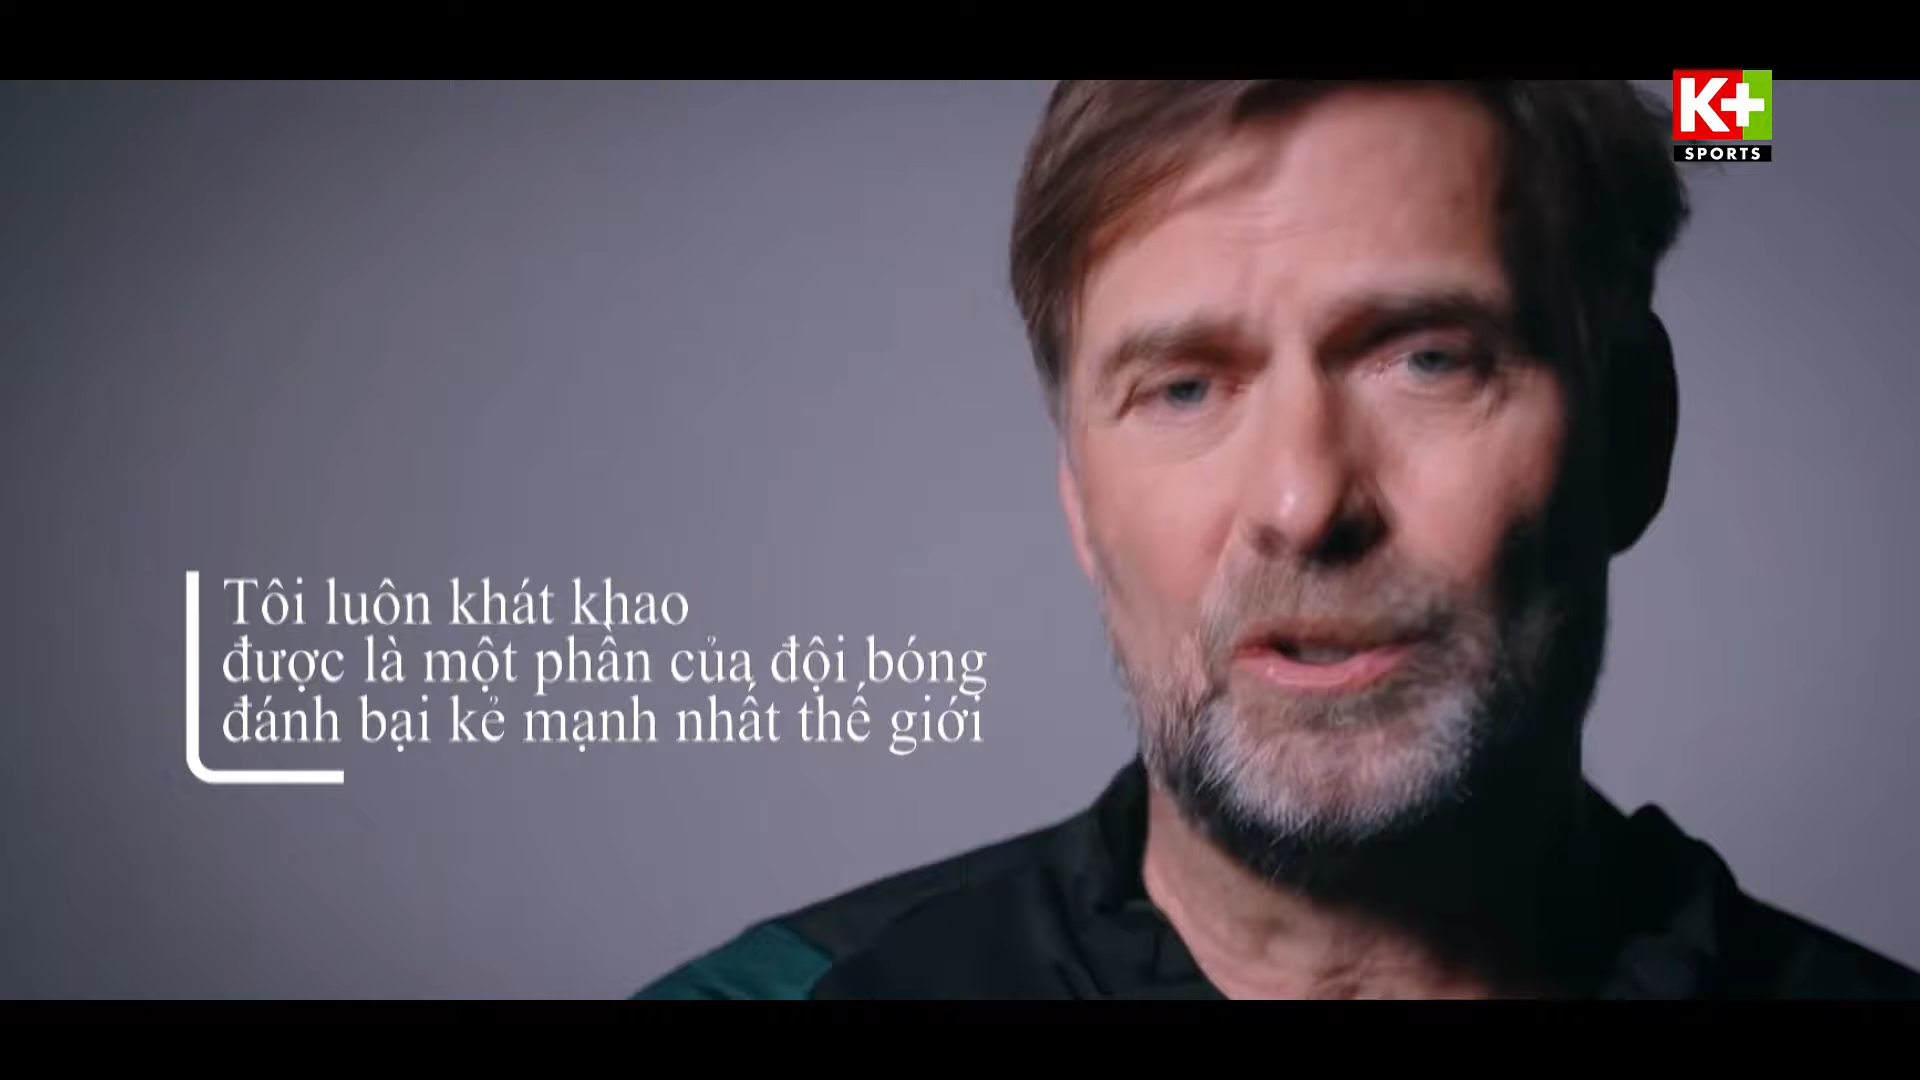 K+
SPORTS
Tôi luôn khát khao
được là một phần của đội bóng
đánh bại kẻ mạnh nhất thế giới